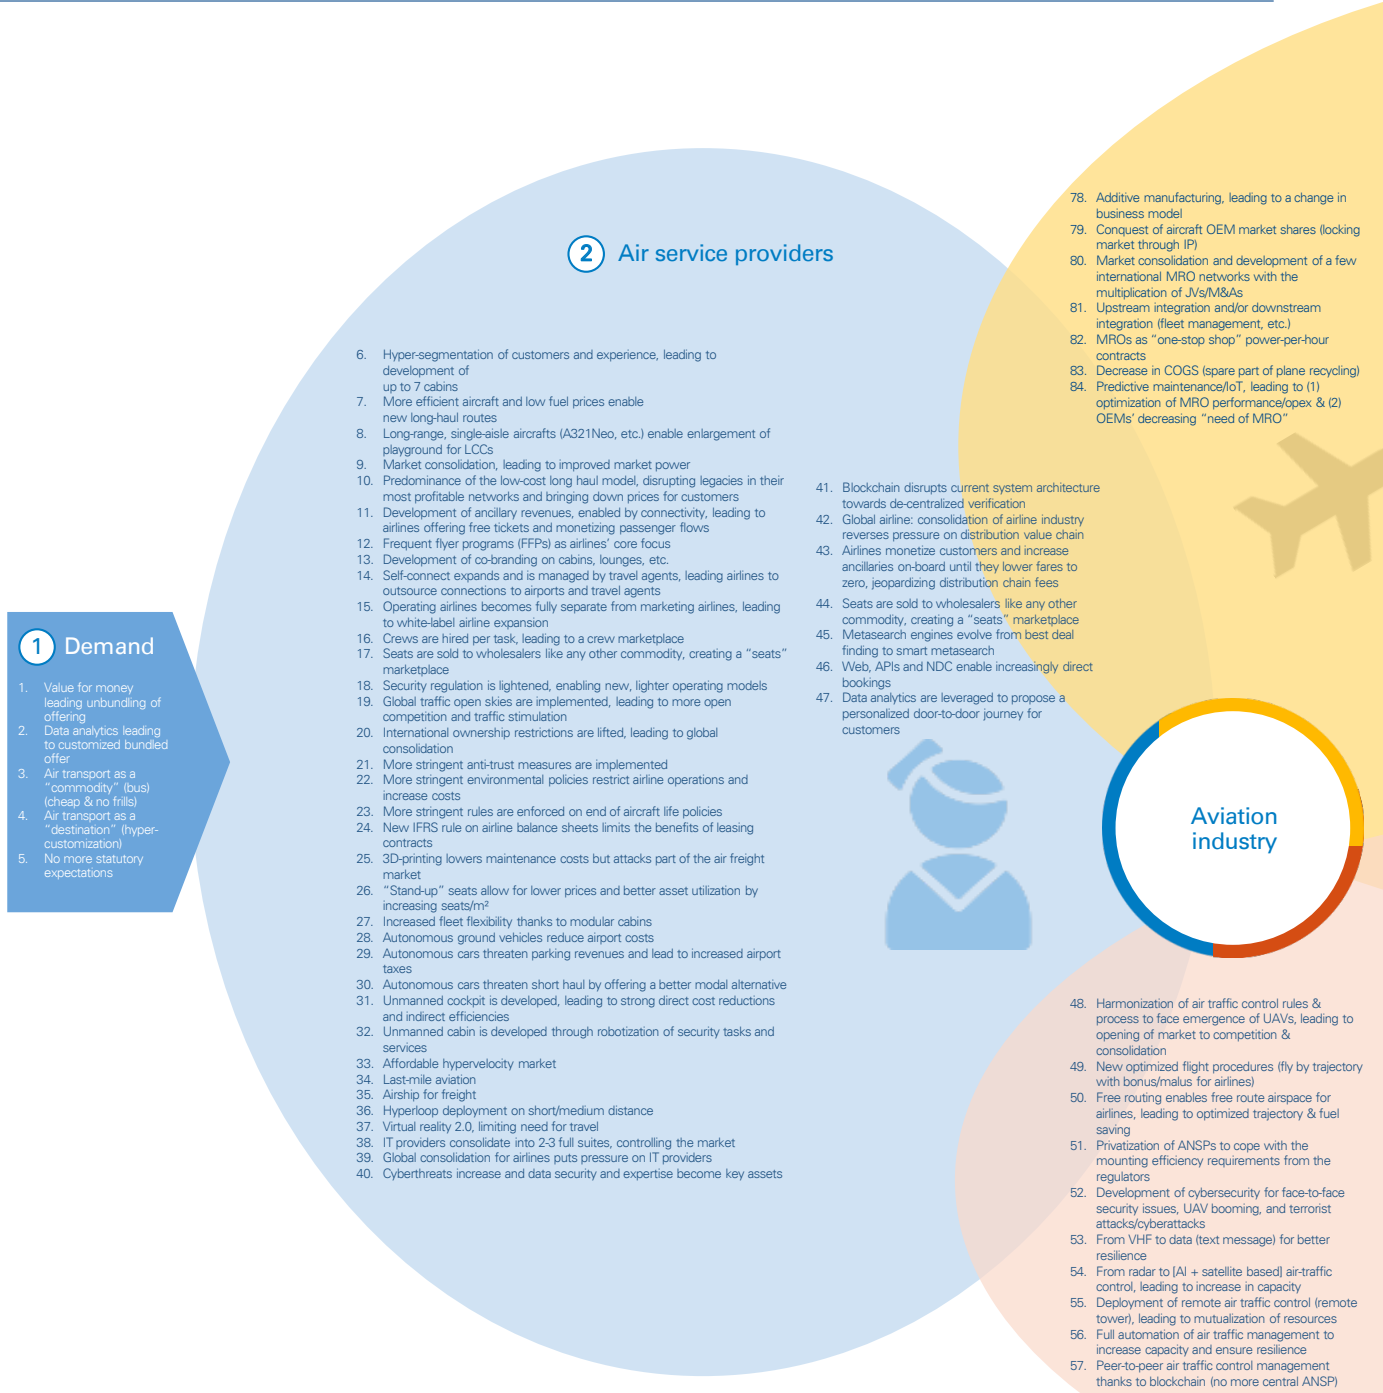 1 Demand
1. Value for money
leading unbundling of
offering
2. Data analytics leading
to customized bundled
offer
3. Air transport as a
“commodity” (bus)
(cheap & no frills)
4. Air transport as a
“destination” (hyper-
customization)
5. No more statutory
expectations
2 Air service providers
6. Hyper-segmentation of customers and experience, leading to
development of
up to 7 cabins
7. More efficient aircraft and low fuel prices enable
new long-haul routes
8. Long-range, single-aisle aircrafts (A321Neo, etc.) enable enlargement of
playground for LCCs
9. Market consolidation, leading to improved market power
10. Predominance of the low-cost long haul model, disrupting legacies in their
most profitable networks and bringing down prices for customers
11. Development of ancillary revenues, enabled by connectivity, leading to
airlines offering free tickets and monetizing passenger flows
12. Frequent flyer programs (FFPs) as airlines’ core focus
13. Development of co-branding on cabins, lounges, etc.
14. Self-connect expands and is managed by travel agents, leading airlines to
outsource connections to airports and travel agents
15. Operating airlines becomes fully separate from marketing airlines, leading
to white-label airline expansion
16. Crews are hired per task, leading to a crew marketplace
17. Seats are sold to wholesalers like any other commodity, creating a “seats”
marketplace
18. Security regulation is lightened, enabling new, lighter operating models
19. Global traffic open skies are implemented, leading to more open
competition and traffic stimulation
20. International ownership restrictions are lifted, leading to global
consolidation
21. More stringent anti-trust measures are implemented
22. More stringent environmental policies restrict airline operations and
increase costs
23. More stringent rules are enforced on end of aircraft life policies
24. New IFRS rule on airline balance sheets limits the benefits of leasing
contracts
25. 3D-printing lowers maintenance costs but attacks part of the air freight
market
26. “Stand-up” seats allow for lower prices and better asset utilization by
increasing seats/m²
27. Increased fleet flexibility thanks to modular cabins
28. Autonomous ground vehicles reduce airport costs
29. Autonomous cars threaten parking revenues and lead to increased airport
taxes
30. Autonomous cars threaten short haul by offering a better modal alternative
31. Unmanned cockpit is developed, leading to strong direct cost reductions
and indirect efficiencies
32. Unmanned cabin is developed through robotization of security tasks and
services
33. Affordable hypervelocity market
34. Last-mile aviation
35. Airship for freight
36. Hyperloop deployment on short/medium distance
37. Virtual reality 2.0, limiting need for travel
38. IT providers consolidate into 2-3 full suites, controlling the market
39. Global consolidation for airlines puts pressure on IT providers
40. Cyberthreats increase and data security and expertise become key assets
41. Blockchain disrupts current system architecture
towards de-centralized verification
42. Global airline: consolidation of airline industry
reverses pressure on distribution value chain
43. Airlines monetize customers and increase
ancillaries on-board until they lower fares to
zero, jeopardizing distribution chain fees
44. Seats are sold to wholesalers like any other
commodity, creating a “seats” marketplace
45. Metasearch engines evolve from best deal
finding to smart metasearch
46. Web, APIs and NDC enable increasingly direct
bookings
47. Data analytics are leveraged to propose a
personalized door-to-door journey for
customers
78. Additive manufacturing, leading to a change in
business model
79. Conquest of aircraft OEM market shares (locking
market through IP)
80. Market consolidation and development of a few
international MRO networks with the
multiplication of JVs/M&As
81. Upstream integration and/or downstream
integration (fleet management, etc.)
82. MROs as “one-stop shop” power-per-hour
contracts
83. Decrease in COGS (spare part of plane recycling)
84. Predictive maintenance/IoT, leading to (1)
optimization of MRO performance/opex & (2)
OEMs’ decreasing “need of MRO”
Aviation
industry
48. Harmonization of air traffic control rules &
process to face emergence of UAVs, leading to
opening of market to competition &
consolidation
49. New optimized flight procedures (fly by trajectory
with bonus/malus for airlines)
50. Free routing enables free route airspace for
airlines, leading to optimized trajectory & fuel
saving
51. Privatization of ANSPs to cope with the
mounting efficiency requirements from the
regulators
52. Development of cybersecurity for face-to-face
security issues, UAV booming, and terrorist
attacks/cyberattacks
53. From VHF to data (text message) for better
resilience
54. From radar to [AI + satellite based] air-traffic
control, leading to increase in capacity
55. Deployment of remote air traffic control (remote
tower), leading to mutualization of resources
56. Full automation of air traffic management to
increase capacity and ensure resilience
57. Peer-to-peer air traffic control management
thanks to blockchain (no more central ANSP)